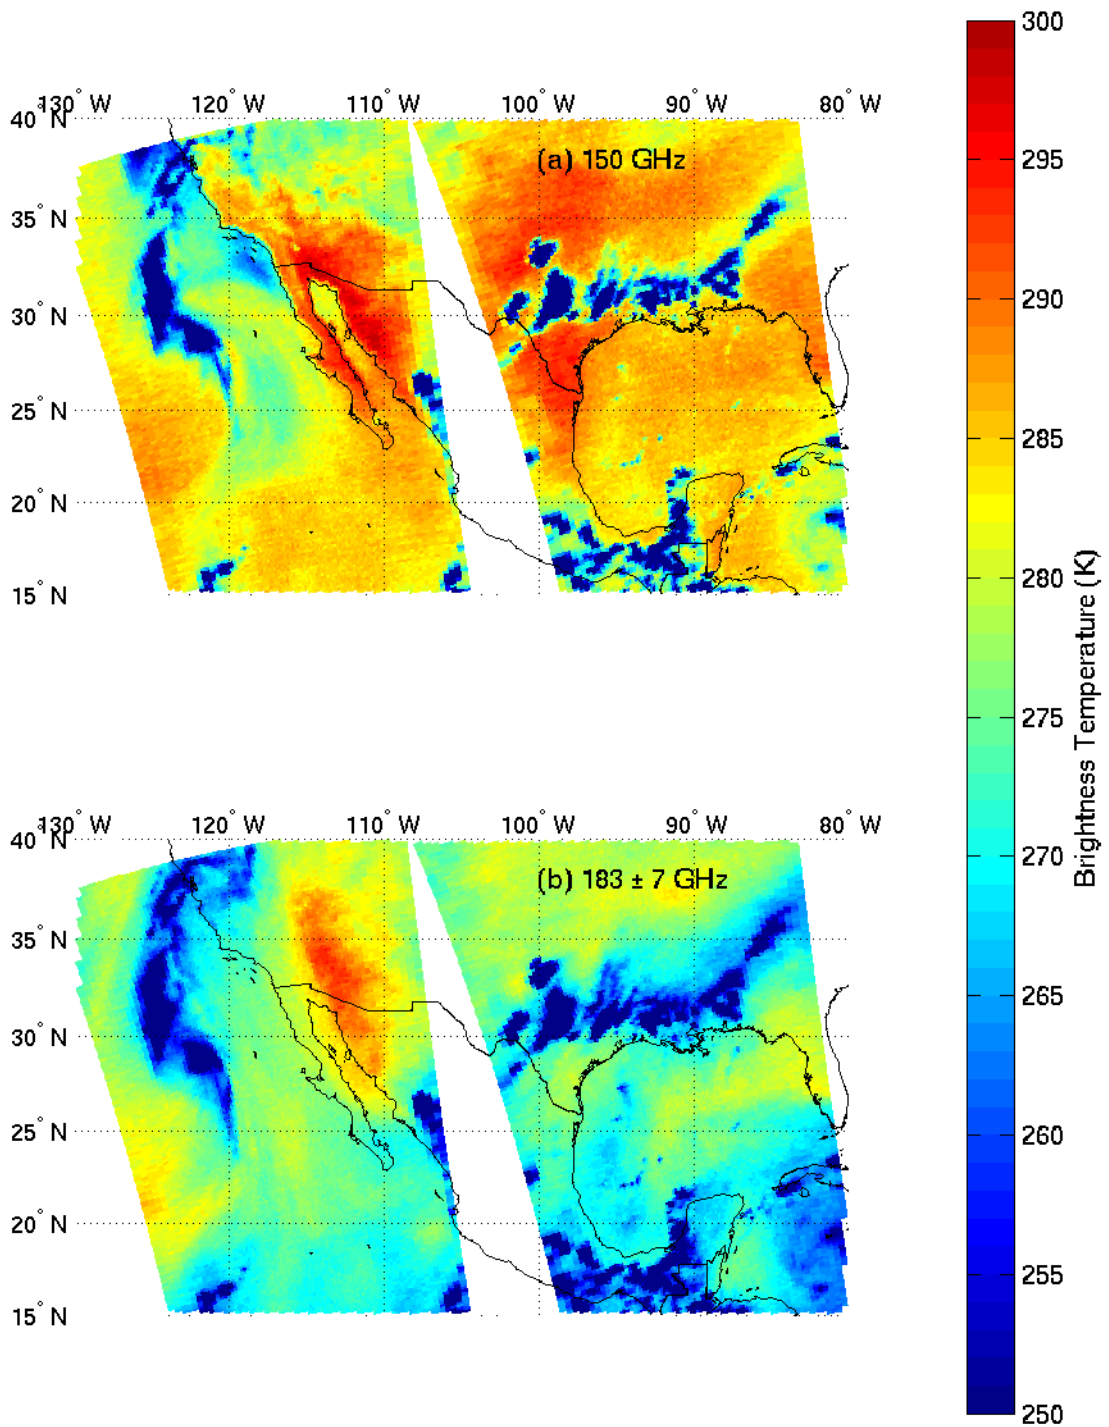 130° W 120° W 110° W 100° W 90° W 80° W
40° N
(a) 150 GHz
35° N
30° N
25° N
20° N
15° N
130° W 120° W 110° W 100° W 90° W 80° W
40° N
(b) 183 ± 7 GHz
35° N
30° N
25° N
20° N
15° N
300
295
290
285
280
275
270
265
260
255
250
Brightness Temperature (K)